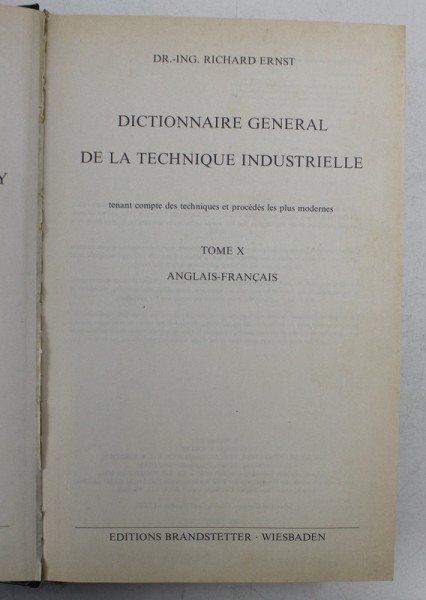 Y
DR.-ING. RICHARD ERNST
DICTIONNAIRE GENERAL
DE LA TECHNIQUE INDUSTRIELLE
tenant compte des techniques et procédés les plus modernes
TOME X
ANGLAIS-FRANÇAIS
EDITIONS BRANDSTETTER · WIESBADEN